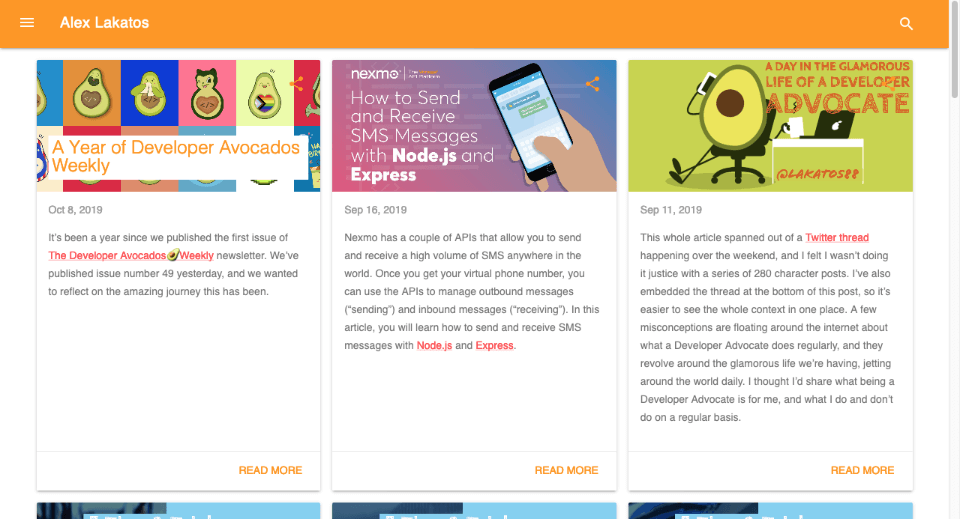 Alex Lakatos
A Year of Developer Avocados
Weekly
Oct 8, 2019
It's been a year since we published the first issue of
The Developer Avocados🥑Weekly newsletter. We've
published issue number 49 yesterday, and we wanted
to reflect on the amazing journey this has been.
READ MORE
nexmo
How to Send
and Receive
SMS Messages
with Node.js and
Express
Sep 16, 2019
Nexmo has a couple of APIs that allow you to send
and receive a high volume of SMS anywhere in the
world. Once you get your virtual phone number, you
can use the APIs to manage outbound messages
(“sending”) and inbound messages (“receiving”). In this
article, you will learn how to send and receive SMS
messages with Node.js and Express.
READ MORE
A DAY IN THE GLAMOROUS
LIFE OF A DEVELOPER
ADVOCATE
@LAKATOS88
Sep 11, 2019
This whole article spanned out of a Twitter thread
happening over the weekend, and I felt I wasn't doing
it justice with a series of 280 character posts. I've also
embedded the thread at the bottom of this post, so it's
easier to see the whole context in one place. A few
misconceptions are floating around the internet about
what a Developer Advocate does regularly, and they
revolve around the glamorous life we're having, jetting
around the world daily. I thought I'd share what being a
Developer Advocate is for me, and what I do and don't
do on a regular basis.
READ MORE